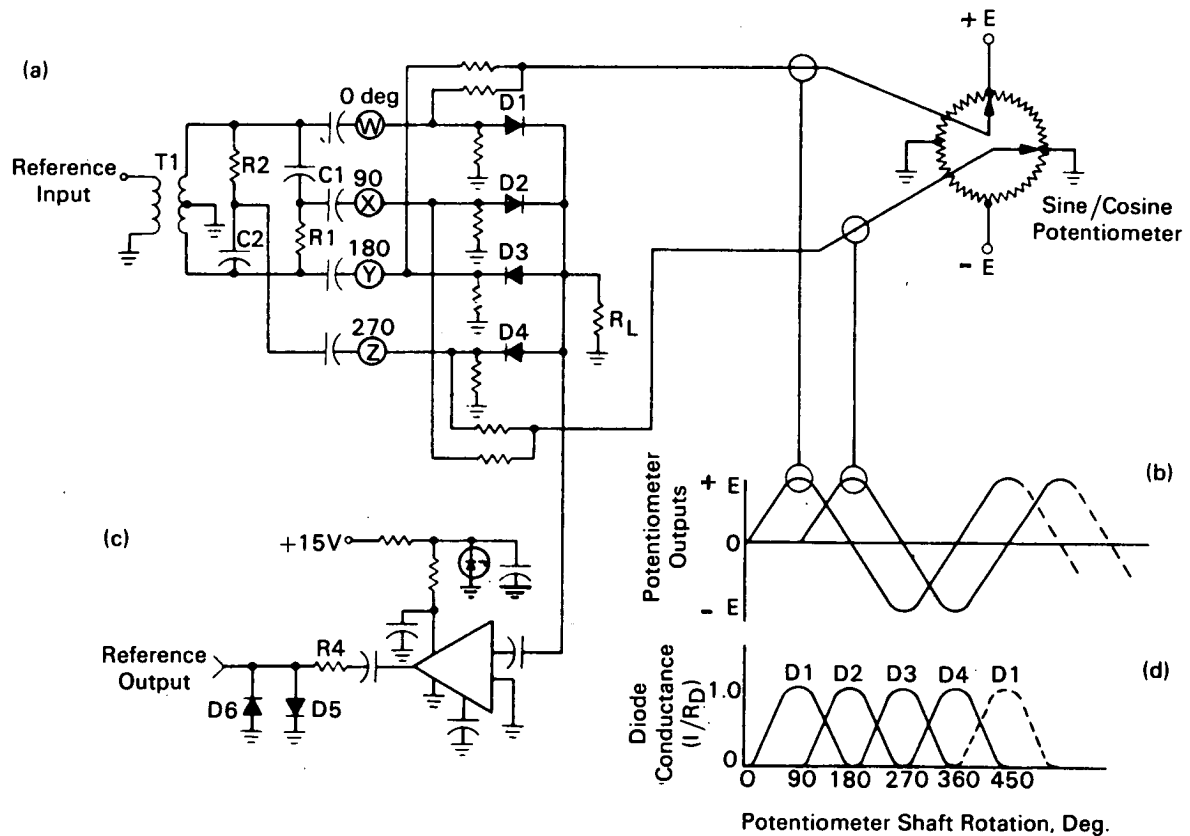 (a)
+ E
0 deg
W
D1
Reference
Input
T1
R2
C1
90
X
D2
C2
R1
180
Y
D3
270
Z
D4
R
L
Sine/Cosine
Potentiometer
- E
(b)
+ E
0
- E
Potentiometer
Outputs
(c)
+15V
R4
Reference
Output
D6
D5
(d)
D1 D2 D3 D4 D1
1.0
0
Diode
Conductance
(I/RD)
0 90 180 270 360 450
Potentiometer Shaft Rotation, Deg.